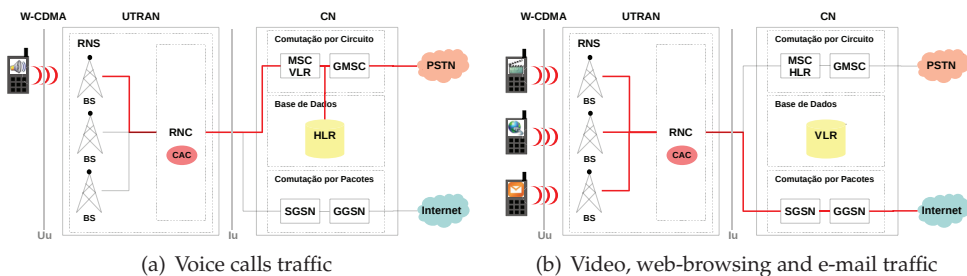 W-CDMA UTRAN CN
RNS
BS
BS
BS
RNC
CAC
Comutação por Circuito
MSC
VLR
GMSC
PSTN
Base de Dados
HLR
Comutação por Pacotes
SGSN
GGSN
Internet
Uu
Iu
(a) Voice calls traffic
W-CDMA UTRAN CN
RNS
BS
BS
BS
RNC
CAC
Comutação por Circuito
MSC
HLR
GMSC
PSTN
Base de Dados
VLR
Comutação por Pacotes
SGSN
GGSN
Internet
Uu
Iu
(b) Video, web-browsing and e-mail traffic